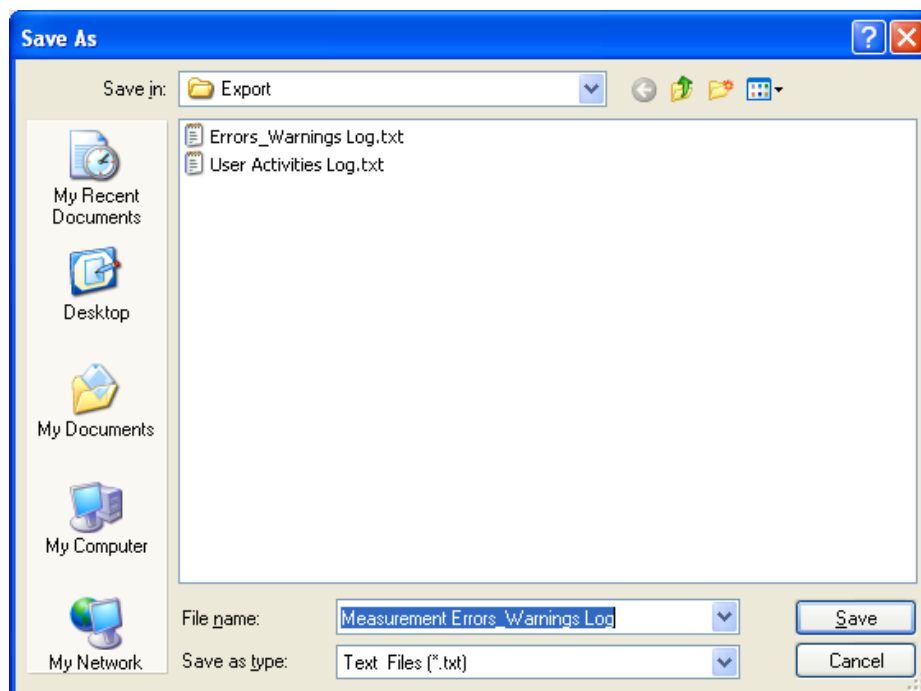 Save As
Save in:
Export
Errors_Warnings Log.txt
User Activities Log.txt
My Recent
Documents
Desktop
My Documents
My Computer
My Network
File name:
Measurement Errors_Warnings Log
Save
Save as type:
Text Files (*.txt)
Cancel